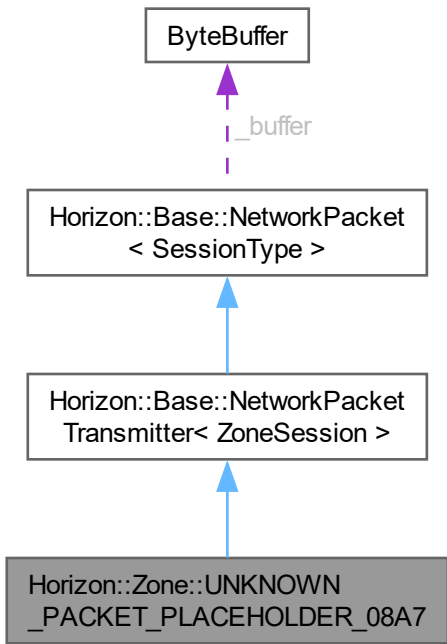 ByteBuffer
_buffer
Horizon::Base::NetworkPacket
< SessionType >
Horizon::Base::NetworkPacket
Transmitter< ZoneSession >
Horizon::Zone::UNKNOWN
_PACKET_PLACEHOLDER_08A7